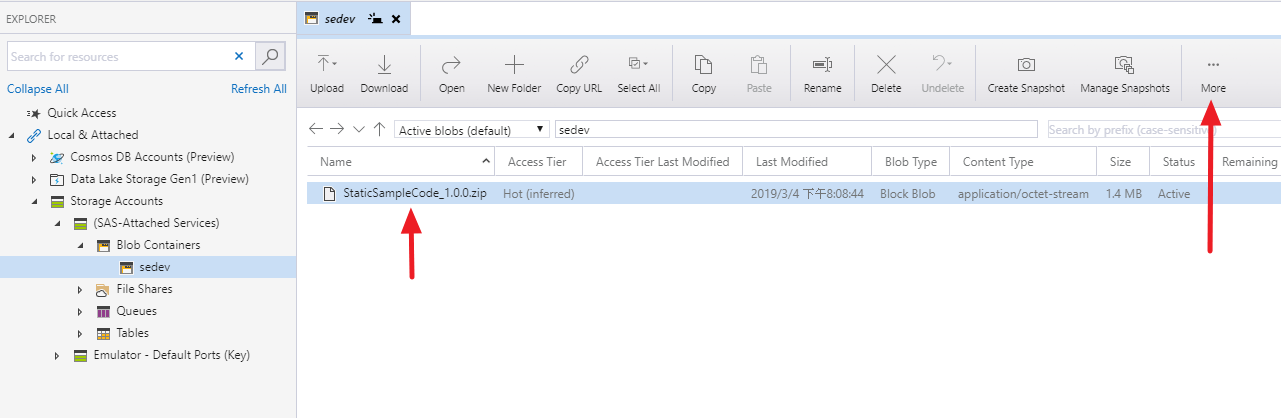 EXPLORER
Search for resources
Collapse All Refresh All
Quick Access
Local & Attached
Cosmos DB Accounts (Preview)
Data Lake Storage Gen1 (Preview)
Storage Accounts
(SAS-Attached Services)
Blob Containers
sedev
File Shares
Queues
Tables
Emulator - Default Ports (Key)
sedev
Upload Download Open New Folder Copy URL Select All Copy Paste Rename Delete Undelete Create Snapshot Manage Snapshots More
Active blobs (default) sedev Search by prefix (case-sensitive)
Name Access Tier Access Tier Last Modified Last Modified Blob Type Content Type Size Status Remaining
StaticSampleCode_1.0.0.zip Hot (inferred) 2019/3/4 下午8:08:44 Block Blob application/octet-stream 1.4 MB Active